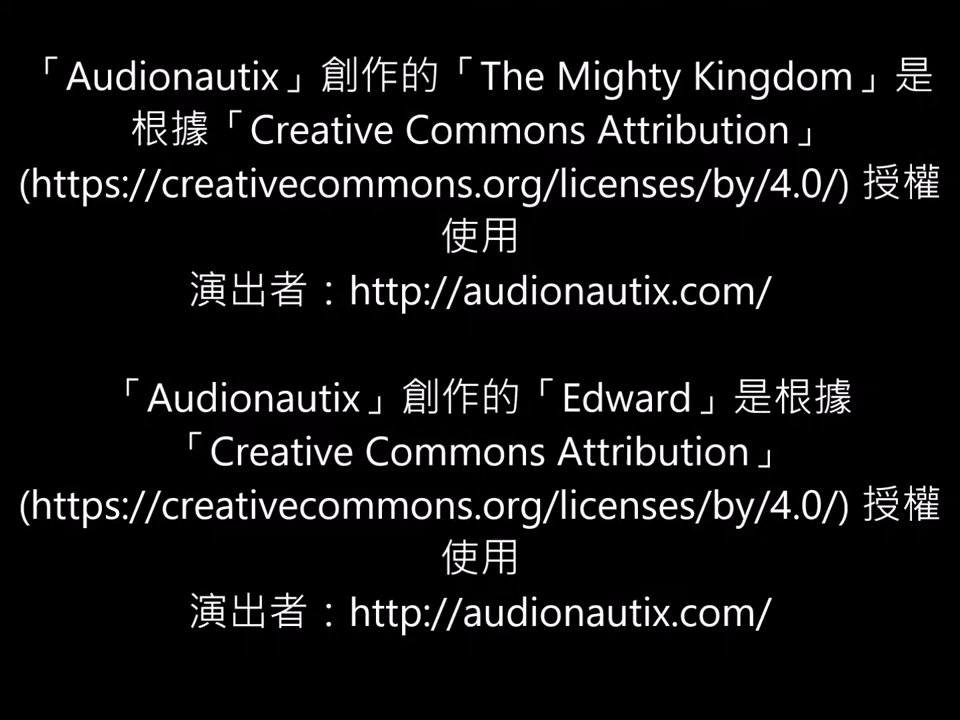 「Audionautix」創作的「The Mighty Kingdom」是
根據「Creative Commons Attribution」
(https://creativecommons.org/licenses/by/4.0/) 授權
使用
演出者：http://audionautix.com/
「Audionautix」創作的「Edward」是根據
「Creative Commons Attribution」
(https://creativecommons.org/licenses/by/4.0/) 授權
使用
演出者：http://audionautix.com/